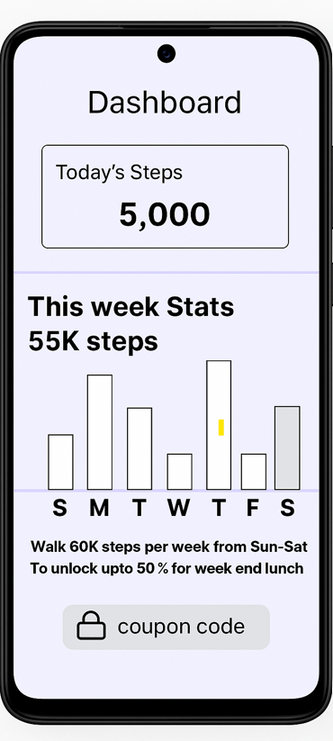 Dashboard
Today's Steps
5,000
This week Stats
55K steps
S M T W T F S
Walk 60K steps per week from Sun-Sat
To unlock upto 50 % for week end lunch
coupon code